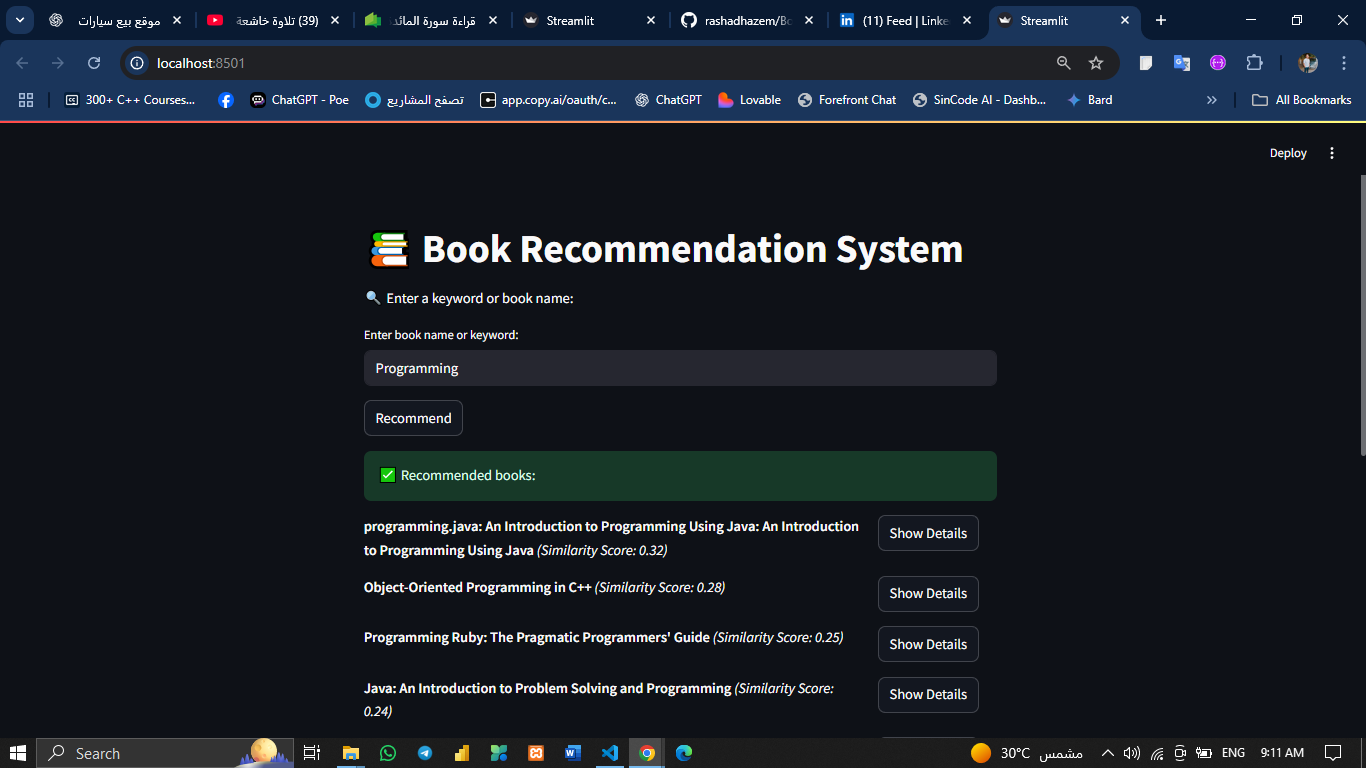 موقع بيع سيارات
(39) تلاوة خاشعة
قراءة سورة المائد
Streamlit
rashadhazem/Bo
(11) Feed | Linke
Streamlit
localhost:8501
300+ C++ Courses...
ChatGPT - Poe
تصفح المشاريع
app.copy.ai/oauth/c...
ChatGPT
Lovable
Forefront Chat
SinCode AI - Dashb...
Bard
All Bookmarks
Deploy
Book Recommendation System
Enter a keyword or book name:
Enter book name or keyword:
Programming
Recommend
Recommended books:
programming.java: An Introduction to Programming Using Java: An Introduction
to Programming Using Java (Similarity Score: 0.32)
Show Details
Object-Oriented Programming in C++ (Similarity Score: 0.28)
Show Details
Programming Ruby: The Pragmatic Programmers' Guide (Similarity Score: 0.25)
Show Details
Java: An Introduction to Problem Solving and Programming (Similarity Score:
0.24)
Show Details
Search
30°C مشمس
ENG
9:11 AM